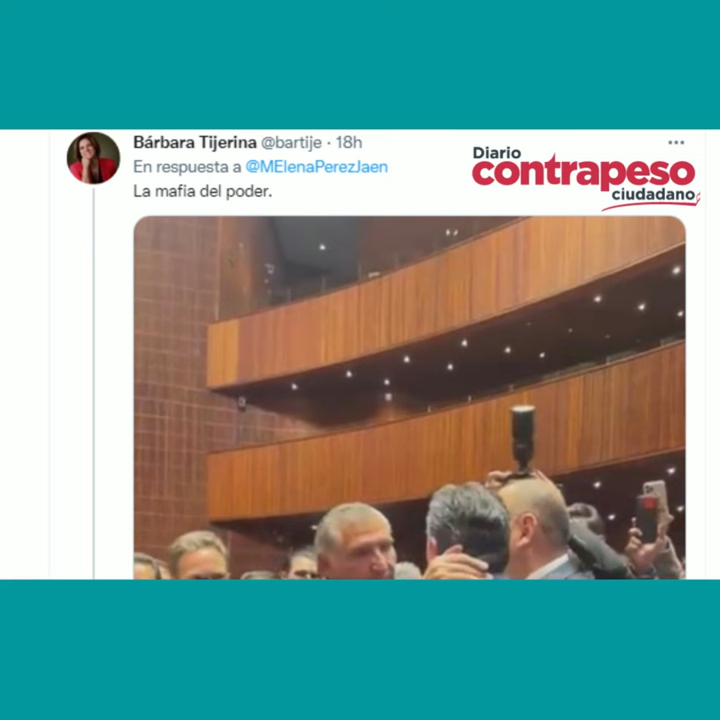 Bárbara Tijerina @bartije · 18h
En respuesta a @MElenaPerezJaen
La mafia del poder.
Diario
contrapeso
ciudadano